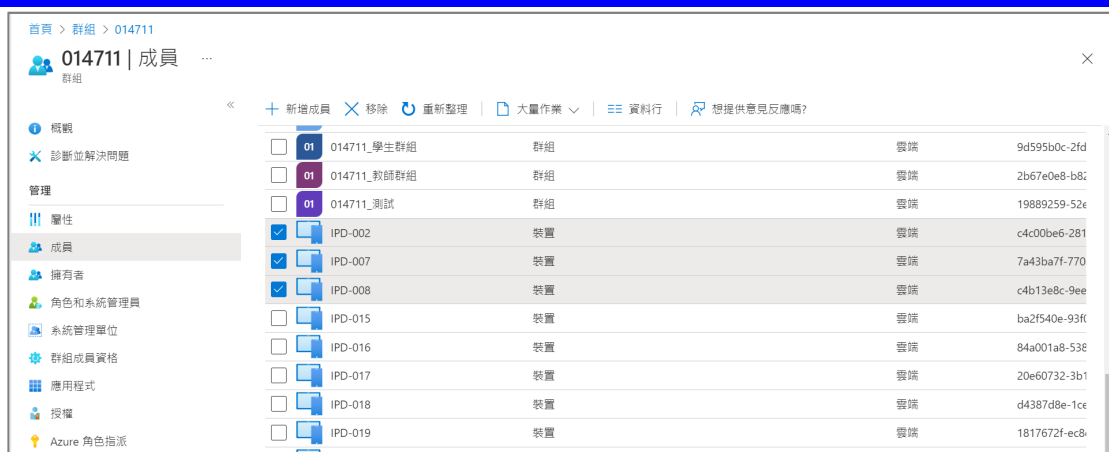 首頁 > 群組 > 014711
014711 | 成員 ...
群組
«
新增成員 移除 重新整理 大量作業 資料行 想提供意見反應嗎?
概觀
診斷並解決問題
管理
屬性
成員
擁有者
角色和系統管理員
系統管理單位
群組成員資格
應用程式
授權
Azure 角色指派
01 014711_學生群組 群組 雲端 9d595b0c-2fd
01 014711_教師群組 群組 雲端 2b67e0e8-b82
01 014711_測試 群組 雲端 19889259-52e
IPD-002 裝置 雲端 c4c00be6-281
IPD-007 裝置 雲端 7a43ba7f-770
IPD-008 裝置 雲端 c4b13e8c-9ee
IPD-015 裝置 雲端 ba2f540e-93f0
IPD-016 裝置 雲端 84a001a8-538
IPD-017 裝置 雲端 20e60732-3b1
IPD-018 裝置 雲端 d4387d8e-1ce
IPD-019 裝置 雲端 1817672f-ec8